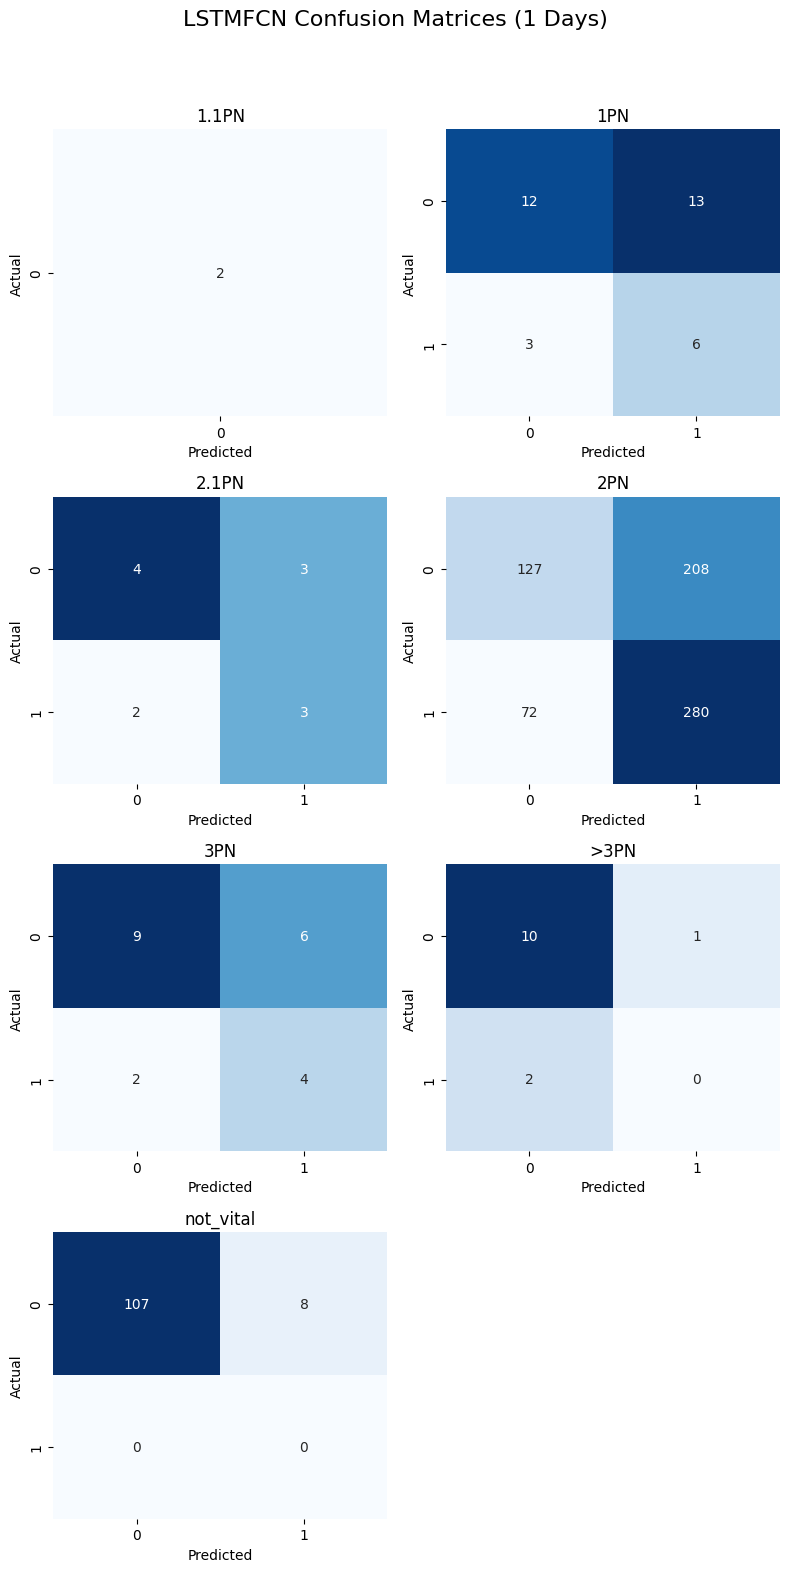 LSTMFCN Confusion Matrices (1 Days)
1.1PN
Actual
0
2
0
Predicted
1PN
Actual
0
12 13
1
3 6
0 1
Predicted
2.1PN
Actual
0
4 3
1
2 3
0 1
Predicted
2PN
Actual
0
127 208
1
72 280
0 1
Predicted
3PN
Actual
0
9 6
1
2 4
0 1
Predicted
>3PN
Actual
0
10 1
1
2 0
0 1
Predicted
not_vital
Actual
0
107 8
1
0 0
0 1
Predicted